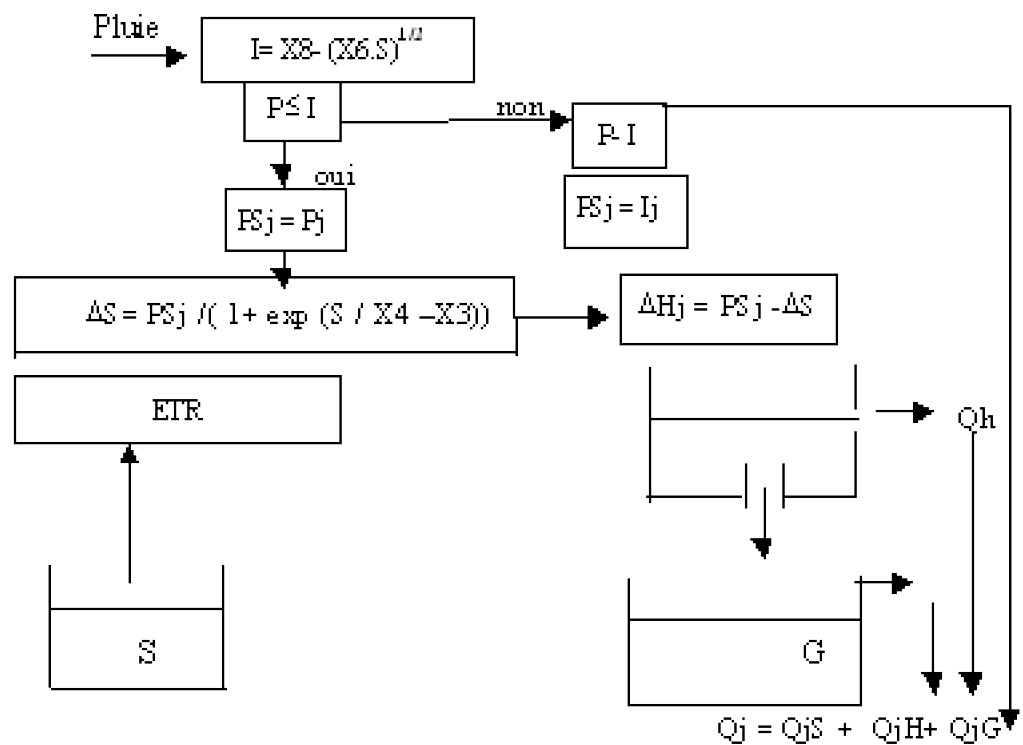 Pluie
I= X8- (X6.S)^1/2
P≤ I
non
P- I
oui
PSj = Pj
PSj = Ij
ΔS = PSj /( 1+ exp (S / X4 –X3))
ΔHj = PSj -ΔS
ETR
Qh
S
G
Qj = QjS + QjH+ QjG